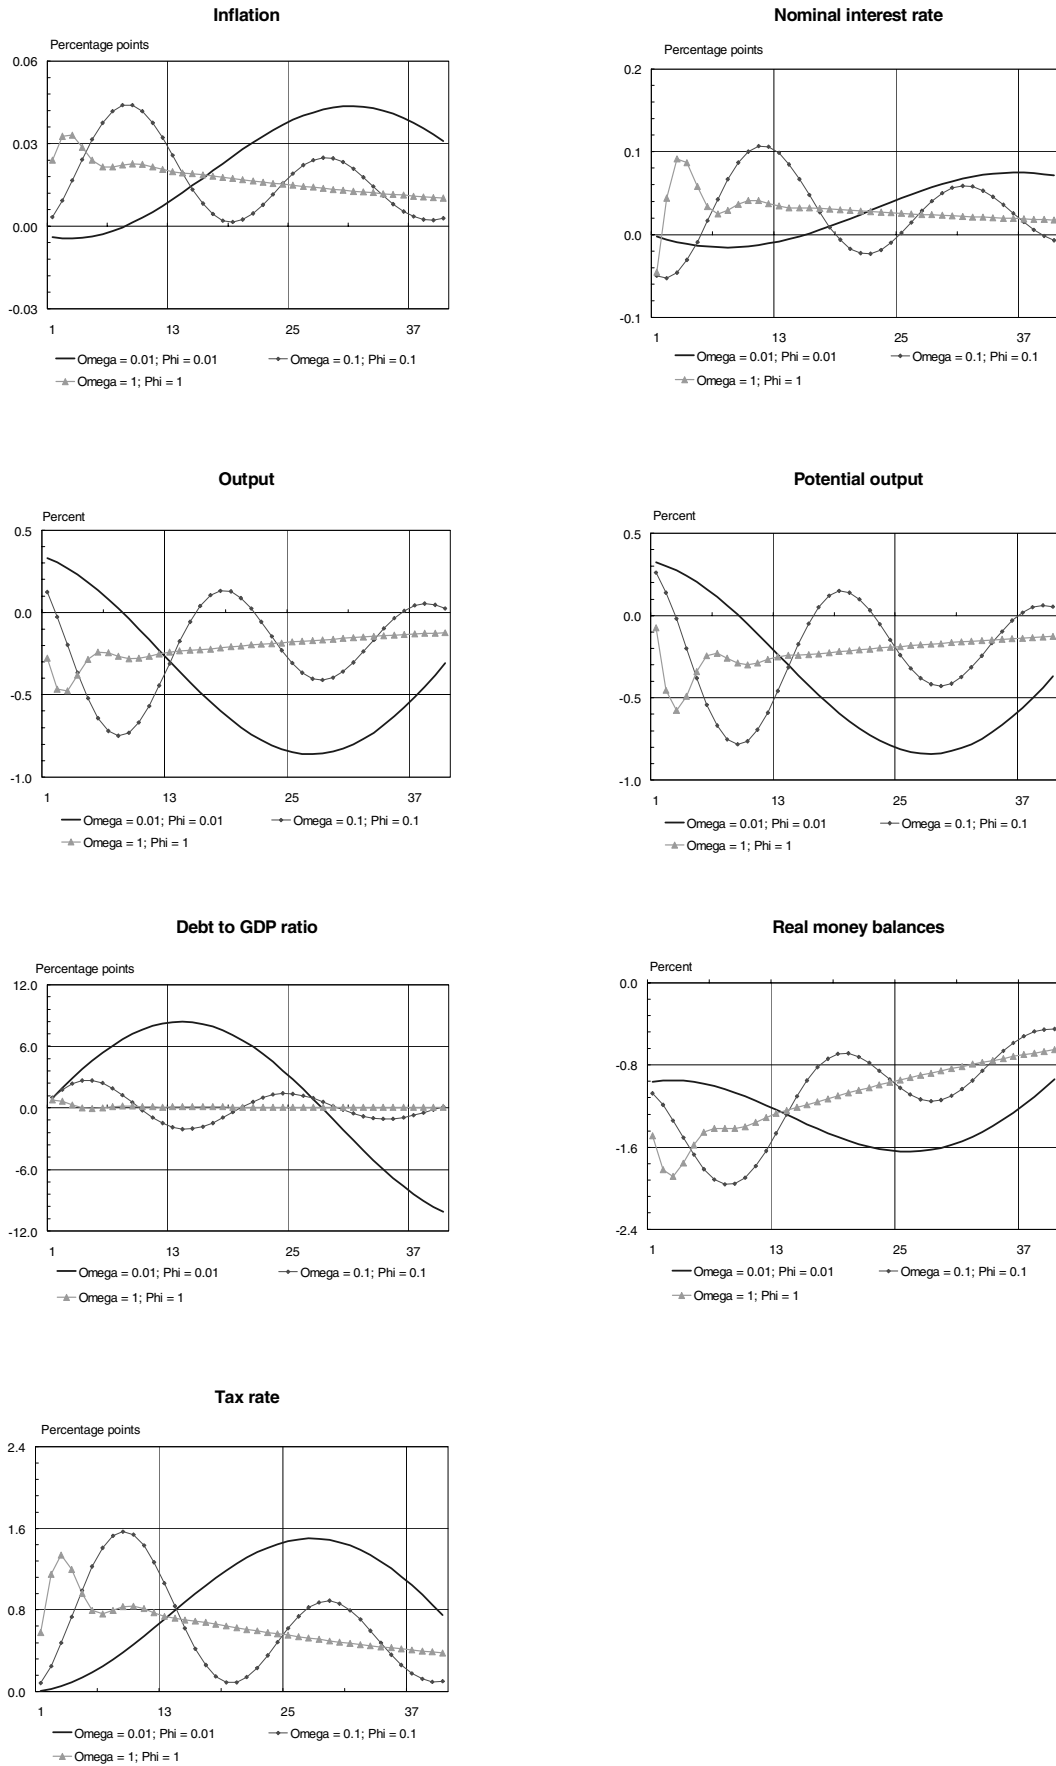 Inflation
Percentage points
0.06
0.03
0.00
-0.03
1 13 25 37
Omega = 0.01; Phi = 0.01 Omega = 0.1; Phi = 0.1
Omega = 1; Phi = 1
Nominal interest rate
Percentage points
0.2
0.1
0.0
-0.1
1 13 25 37
Omega = 0.01; Phi = 0.01 Omega = 0.1; Phi = 0.1
Omega = 1; Phi = 1
Output
Percent
0.5
0.0
-0.5
-1.0
1 13 25 37
Omega = 0.01; Phi = 0.01 Omega = 0.1; Phi = 0.1
Omega = 1; Phi = 1
Potential output
Percent
0.5
0.0
-0.5
-1.0
1 13 25 37
Omega = 0.01; Phi = 0.01 Omega = 0.1; Phi = 0.1
Omega = 1; Phi = 1
Debt to GDP ratio
Percentage points
12.0
6.0
0.0
-6.0
-12.0
1 13 25 37
Omega = 0.01; Phi = 0.01 Omega = 0.1; Phi = 0.1
Omega = 1; Phi = 1
Real money balances
Percent
0.0
-0.8
-1.6
-2.4
1 13 25 37
Omega = 0.01; Phi = 0.01 Omega = 0.1; Phi = 0.1
Omega = 1; Phi = 1
Tax rate
Percentage points
2.4
1.6
0.8
0.0
1 13 25 37
Omega = 0.01; Phi = 0.01 Omega = 0.1; Phi = 0.1
Omega = 1; Phi = 1